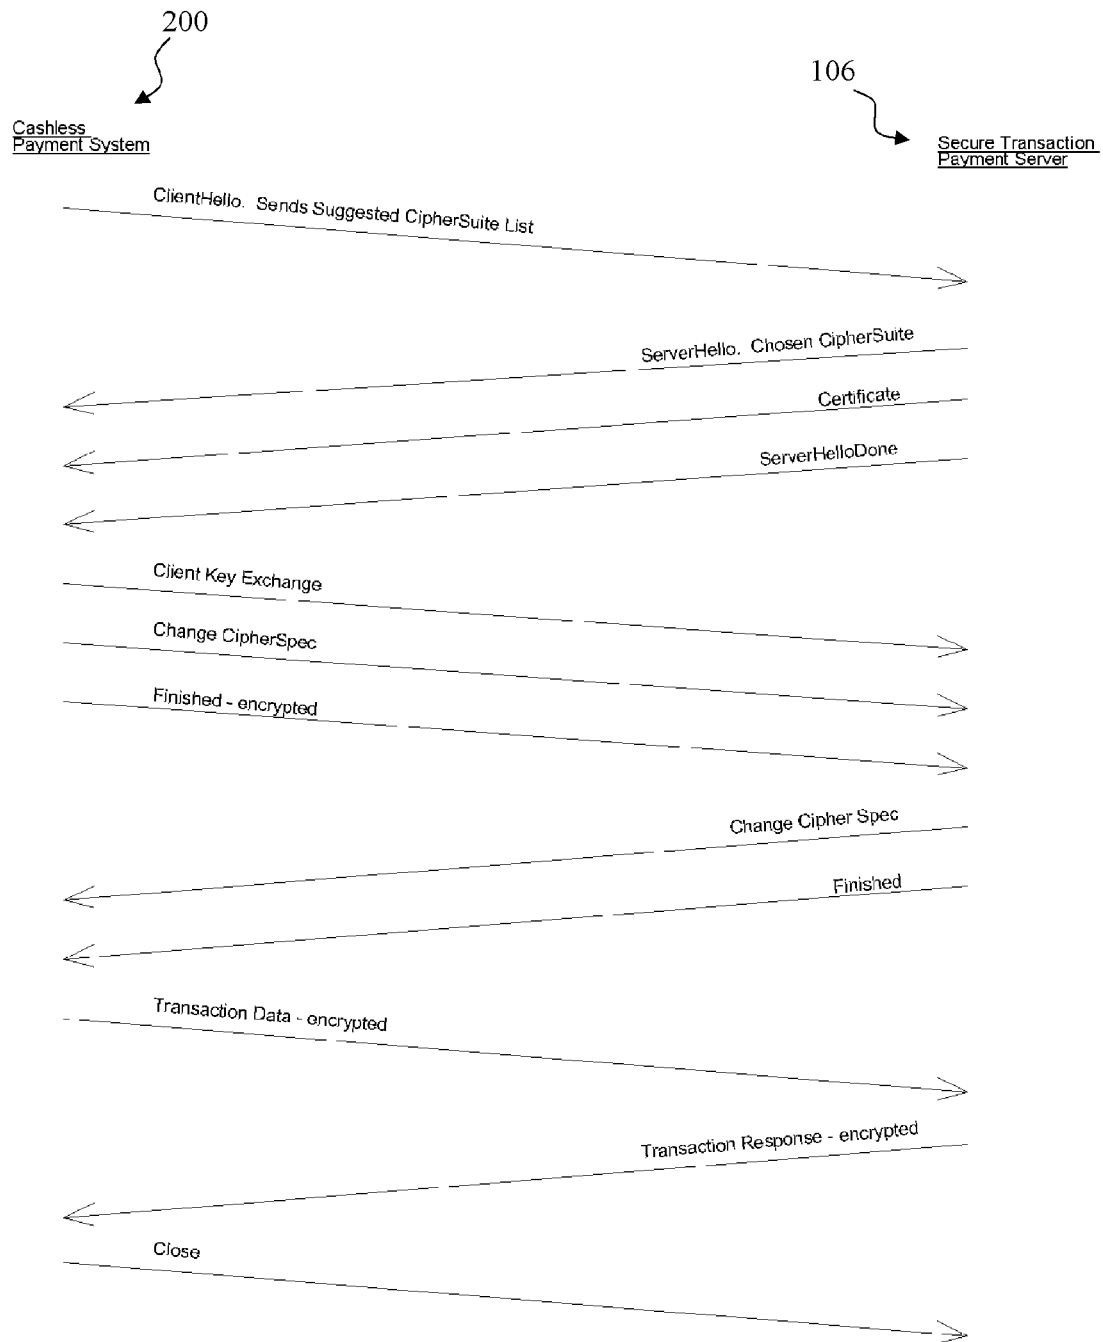 200
106
Cashless
Payment System
Secure Transaction
Payment Server
ClientHello.  Sends Suggested CipherSuite List
ServerHello.  Chosen CipherSuite
Certificate
ServerHelloDone
Client Key Exchange
Change CipherSpec
Finished - encrypted
Change Cipher Spec
Finished
Transaction Data - encrypted
Transaction Response - encrypted
Close